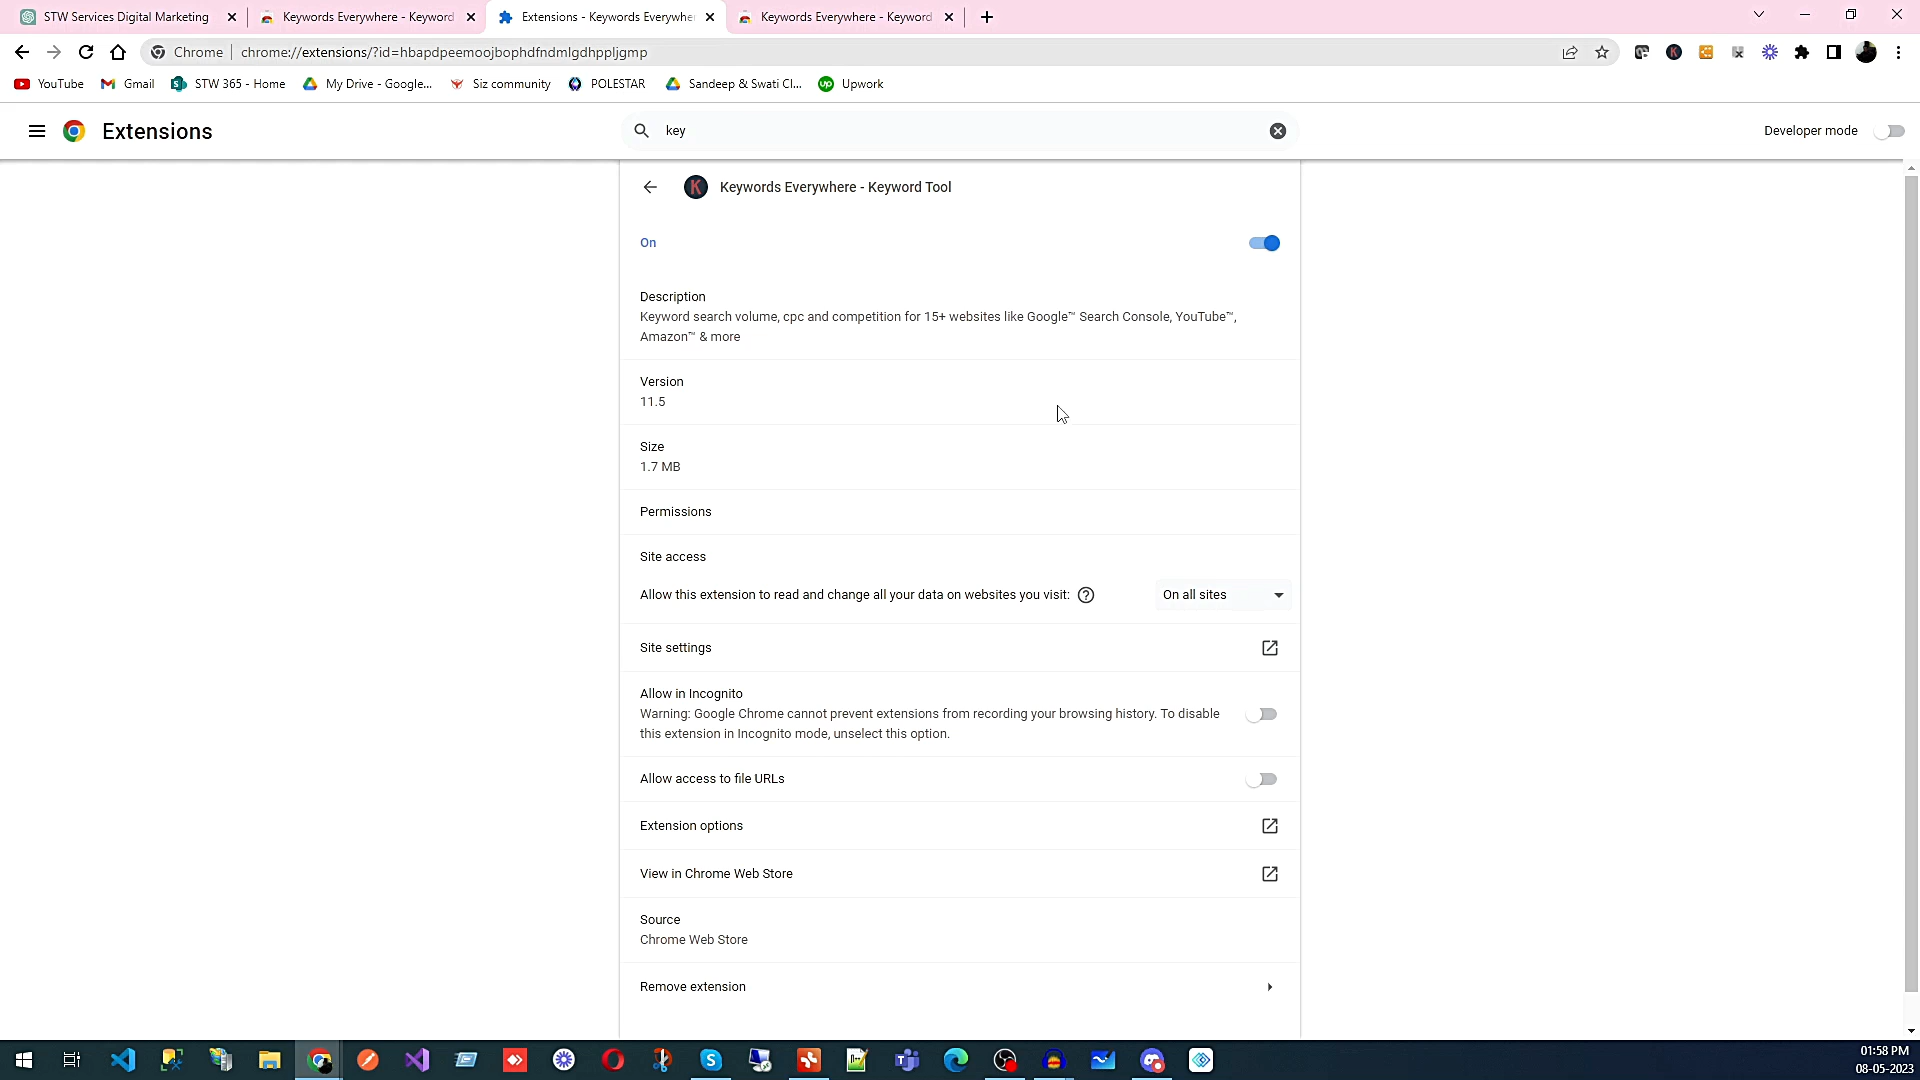 STW Services Digital Marketing
Keywords Everywhere - Keyword
Extensions - Keywords Everywhe
Keywords Everywhere - Keyword
Chrome
chrome://extensions/?id=hbapdpeemoojbophdfndmlgdhppljgmp
YouTube
Gmail
STW 365 - Home
My Drive - Google...
Siz community
POLESTAR
Sandeep & Swati Cl...
up
Upwork
Extensions
key
Developer mode
K Keywords Everywhere - Keyword Tool
On
Description
Keyword search volume, cpc and competition for 15+ websites like Google™ Search Console, YouTube™,
Amazon™ & more
Version
11.5
Size
1.7 MB
Permissions
Site access
Allow this extension to read and change all your data on websites you visit: ?
On all sites
Site settings
Allow in Incognito
Warning: Google Chrome cannot prevent extensions from recording your browsing history. To disable
this extension in Incognito mode, unselect this option.
Allow access to file URLs
Extension options
View in Chrome Web Store
Source
Chrome Web Store
Remove extension
01:58 PM
08-05-2023